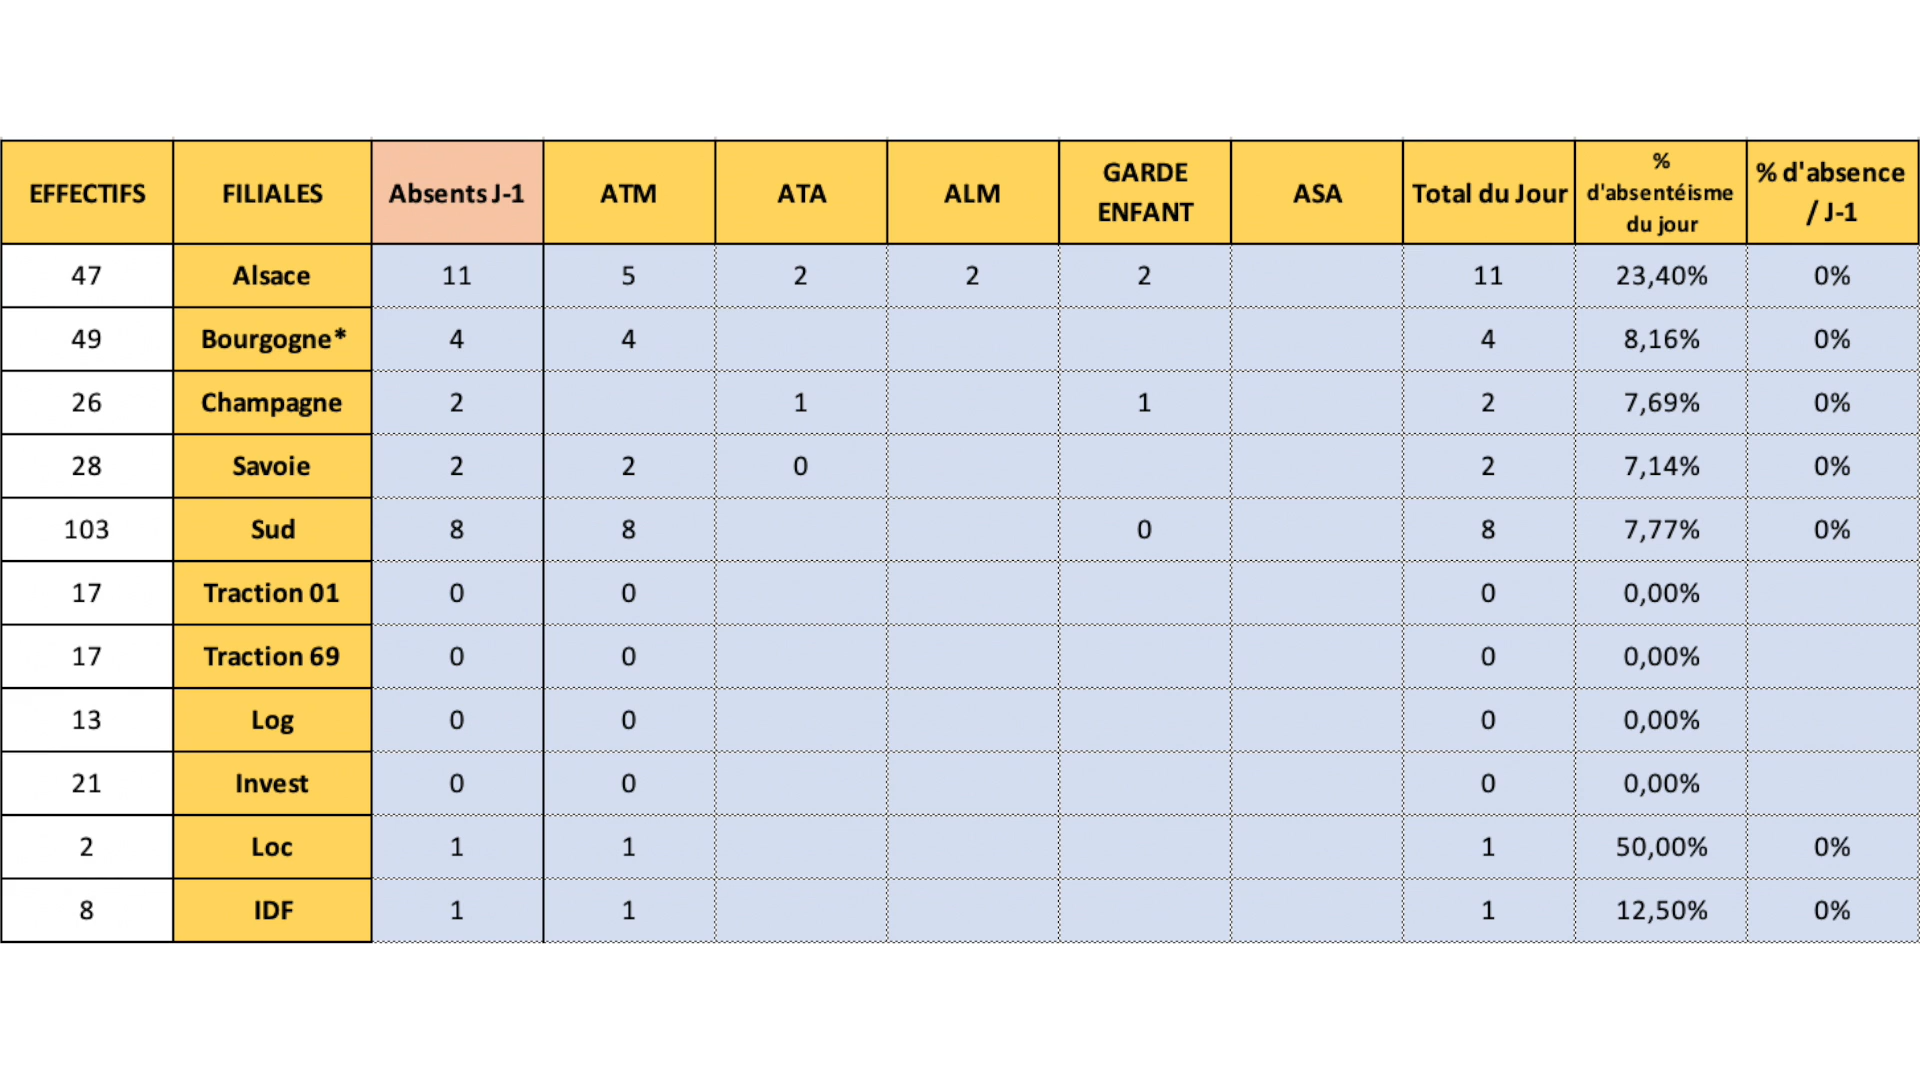 EFFECTIFS FILIALES Absents J-1 ATM ATA ALM GARDE ENFANT ASA Total du Jour % d'absentéisme du jour % d'absence / J-1
47 Alsace 11 5 2 2 2 11 23,40% 0%
49 Bourgogne* 4 4 4 8,16% 0%
26 Champagne 2 1 1 2 7,69% 0%
28 Savoie 2 2 0 2 7,14% 0%
103 Sud 8 8 0 8 7,77% 0%
17 Traction 01 0 0 0 0,00%
17 Traction 69 0 0 0 0,00%
13 Log 0 0 0 0,00%
21 Invest 0 0 0 0,00%
2 Loc 1 1 1 50,00% 0%
8 IDF 1 1 1 12,50% 0%